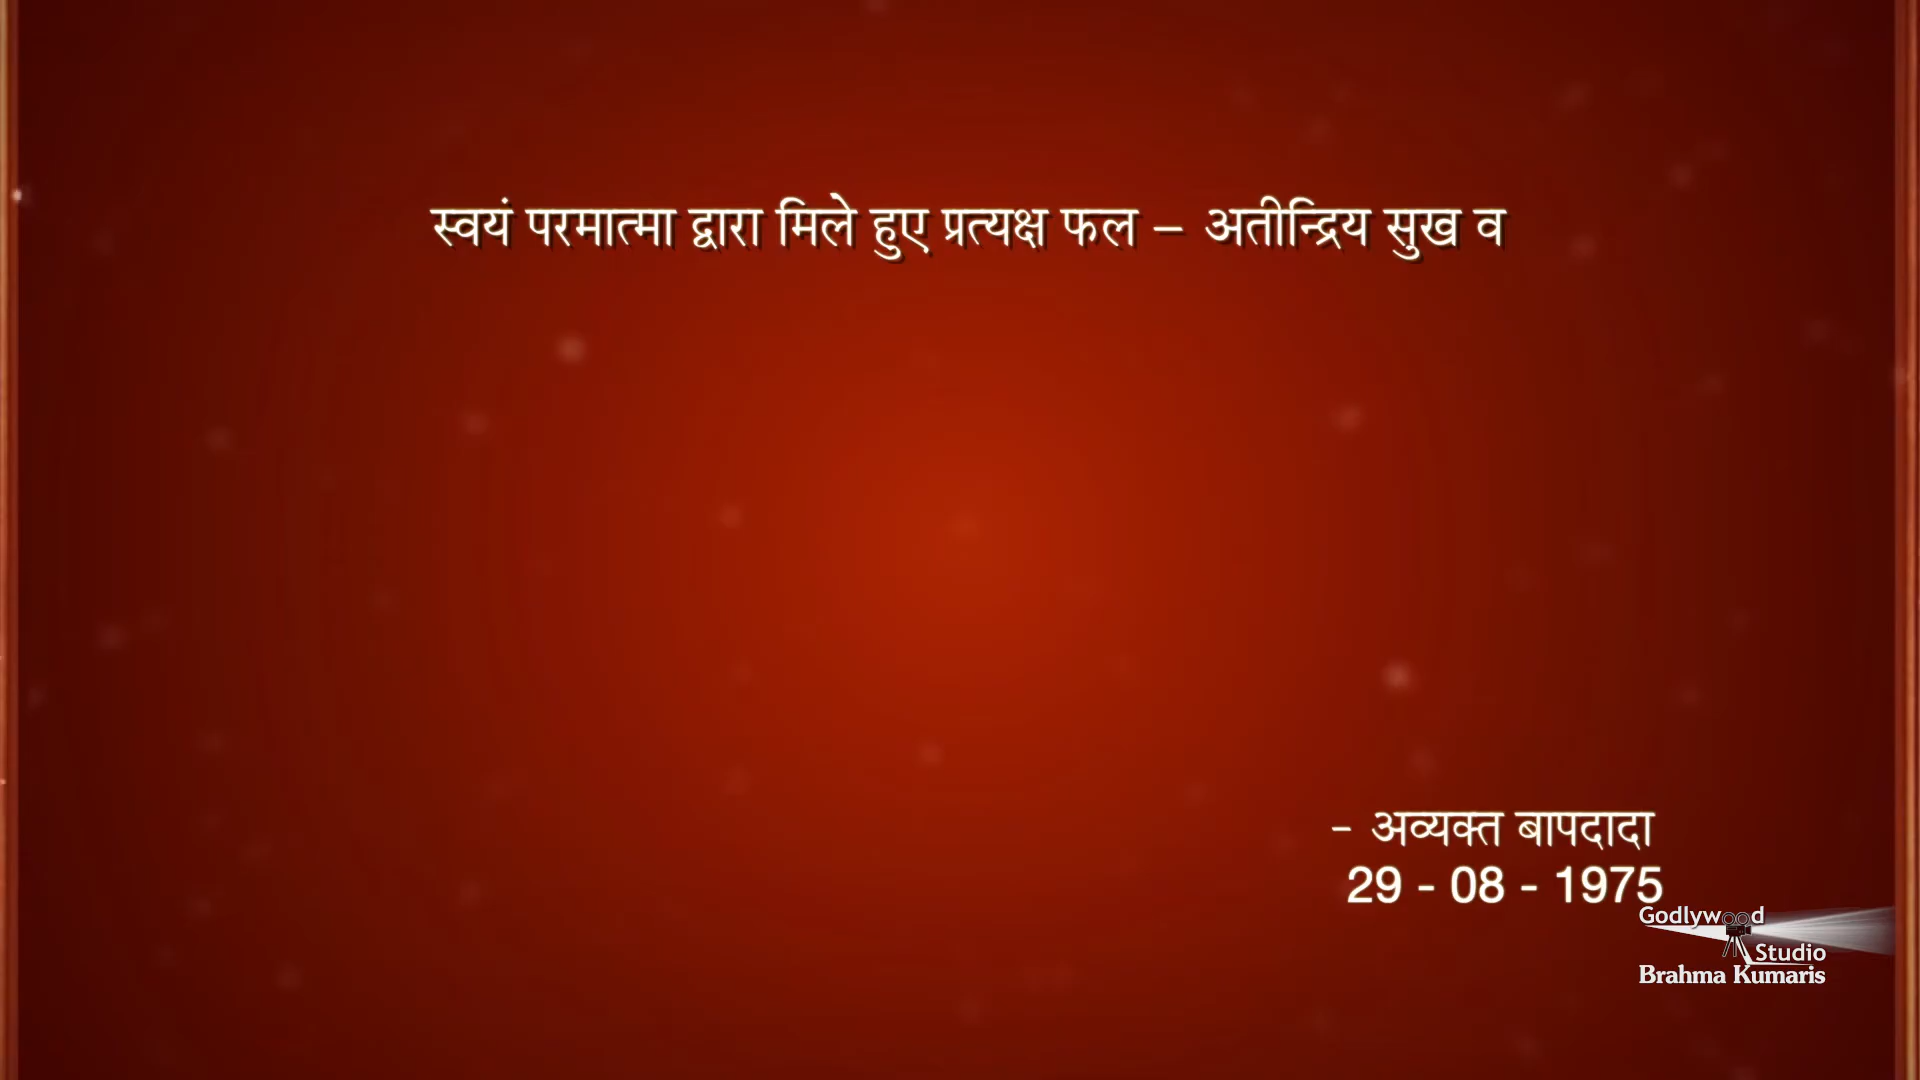 स्वयं परमात्मा द्वारा मिले हुए प्रत्यक्ष फल – अतीन्द्रिय सुख व
- अव्यक्त बापदादा
29 - 08 - 1975
Godlywood
Studio
Brahma Kumaris